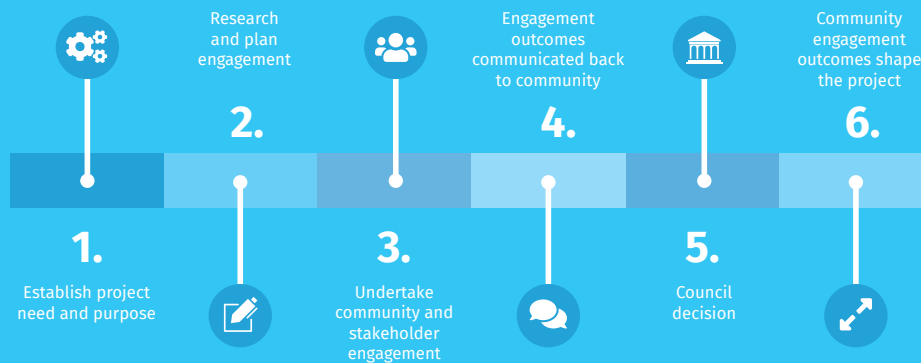 1.
Establish project
need and purpose
Research
and plan
engagement
2.
3.
Undertake
community and
stakeholder
engagement
Engagement
outcomes
communicated back
to community
4.
5.
Council
decision
Community
engagement
outcomes shape
the project
6.